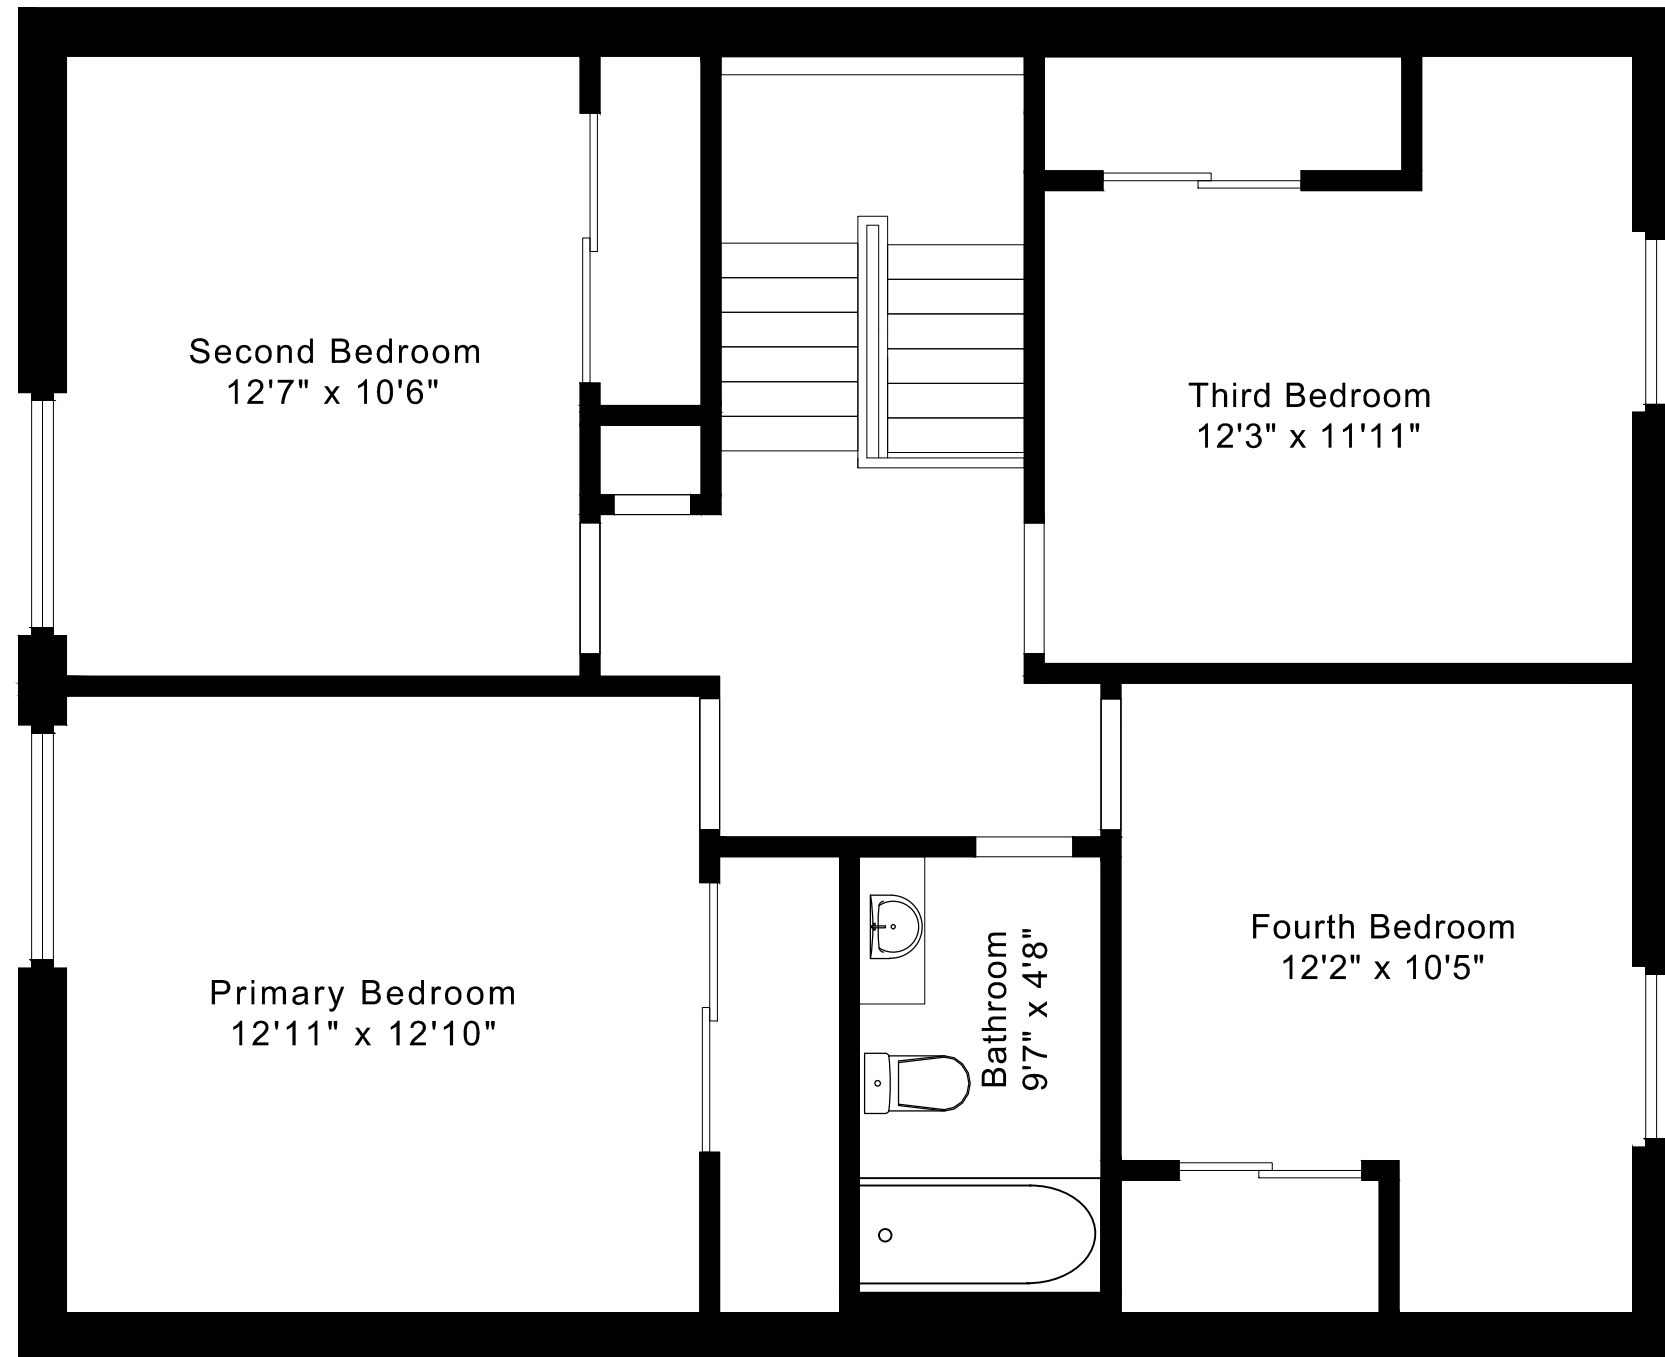 Second Bedroom
12'7" x 10'6"
Third Bedroom
12'3" x 11'11"
Primary Bedroom
12'11" x 12'10"
Bathroom
9'7" x 4'8"
Fourth Bedroom
12'2" x 10'5"